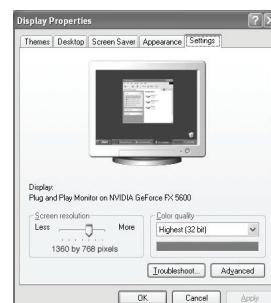 Display Properties
Themes Desktop Screen Saver Appearance Settings
Display:
Plug and Play Monitor on NVIDIA GeForce FX 5600
Screen resolution
Less More
1360 by 768 pixels
Color quality
Highest (32 bit)
Troubleshoot... Advanced
OK Cancel Apply